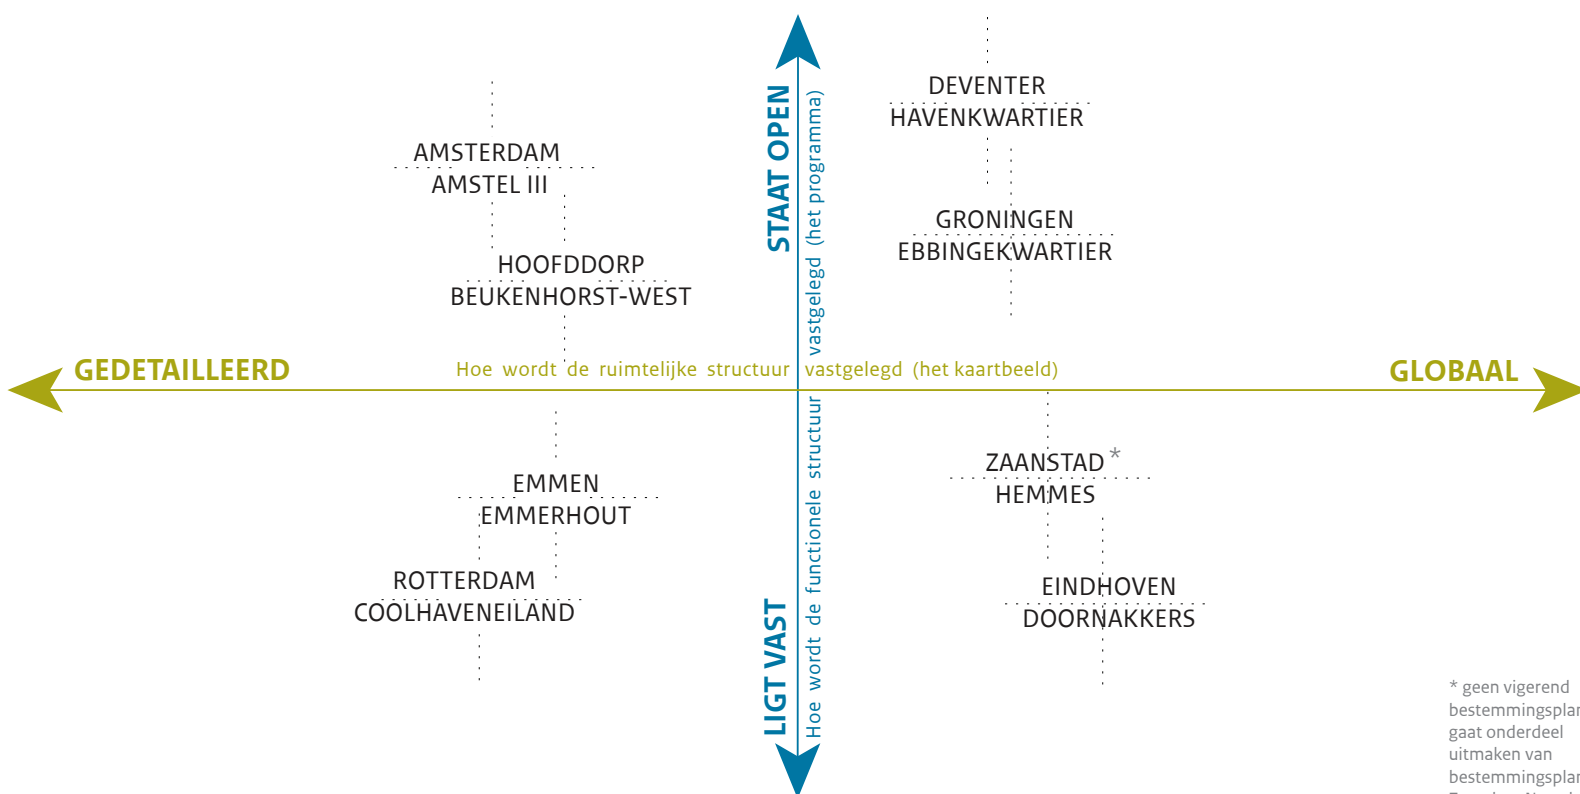 DEVENTER
HAVENKWARTIER
AMSTERDAM
AMSTEL III
GRONINGEN
EBBINGEKWARTIER
HOOFDDORP
BEUKENHORST-WEST
STAAT OPEN
GEDETAILLEERD
Hoe wordt de ruimtelijke structuur vastgelegd (het kaartbeeld)
GLOBAAL
Hoe wordt de functionele structuur vastgelegd (het programma)
LIGT VAST
ZAANSTAD*
HEMMES
EMMEN
EMMERHOUT
ROTTERDAM
COOLHAVENEILAND
EINDHOVEN
DOORNAKKERS
* geen vigerend
bestemmingsplan
gaat onderdeel
uitmaken van
bestemmingsplan